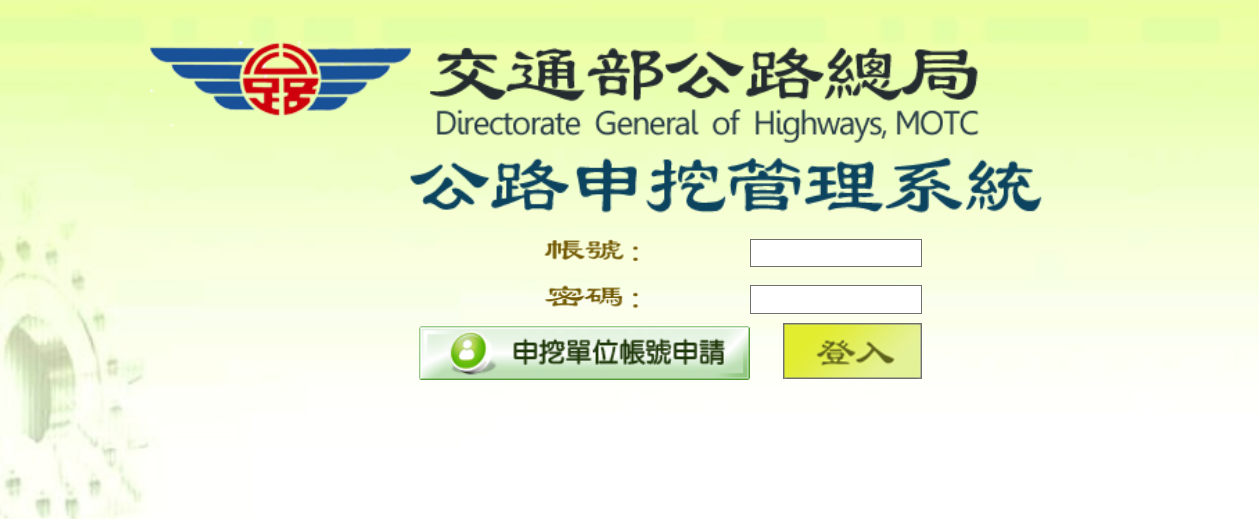 交通部公路總局
Directorate General of Highways, MOTC
公路申挖管理系統
帳號：
密碼：
申挖單位帳號申請
登入